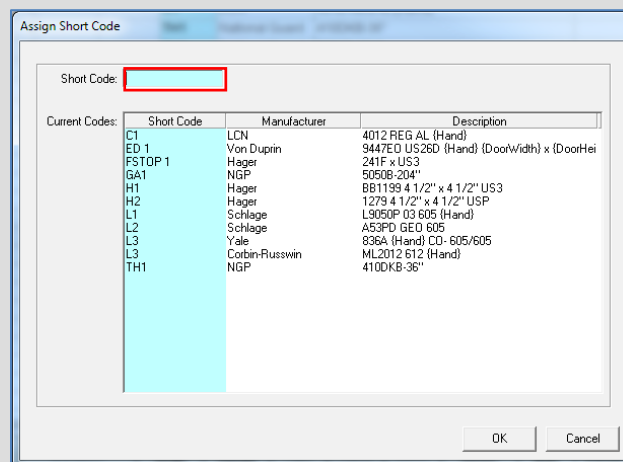 Assign Short Code
Short Code:
Current Codes:
Short Code Manufacturer Description
C1 LCN 4012 REG AL {Hand}
ED 1 Von Duprin 9447EO US26D {Hand} {DoorWidth} x {DoorHei
FSTOP 1 Hager 241F x US3
GA1 NGP 5050B-204"
H1 Hager BB1199 4 1/2" x 4 1/2" US3
H2 Hager 1279 4 1/2" x 4 1/2" USP
L1 Schlage L9050P 03 605 {Hand}
L2 Schlage A53PD GEO 605
L3 Yale 836A {Hand} CO- 605/605
L3 Corbin-Russwin ML2012 612 {Hand}
TH1 NGP 410DKB-36"
OK Cancel